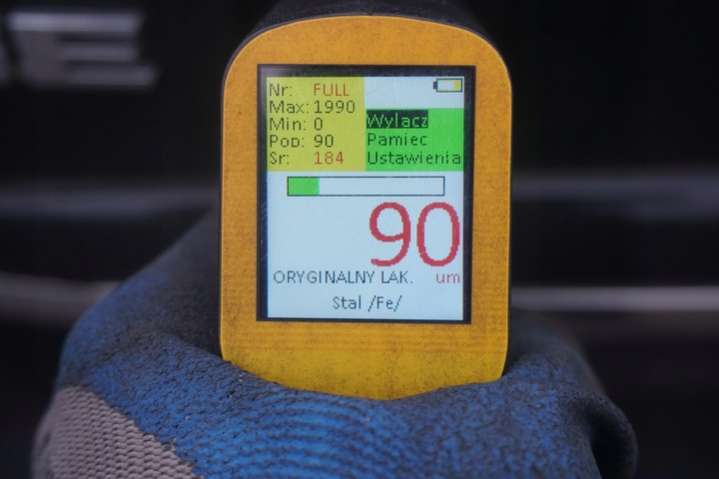 Nr: FULL
Max: 1990
Min: 0
Pop: 90
Sr: 184
Wylacz
Pamiec
Ustawienia
90
ORYGINALNY LAK. um
Stal /Fe/